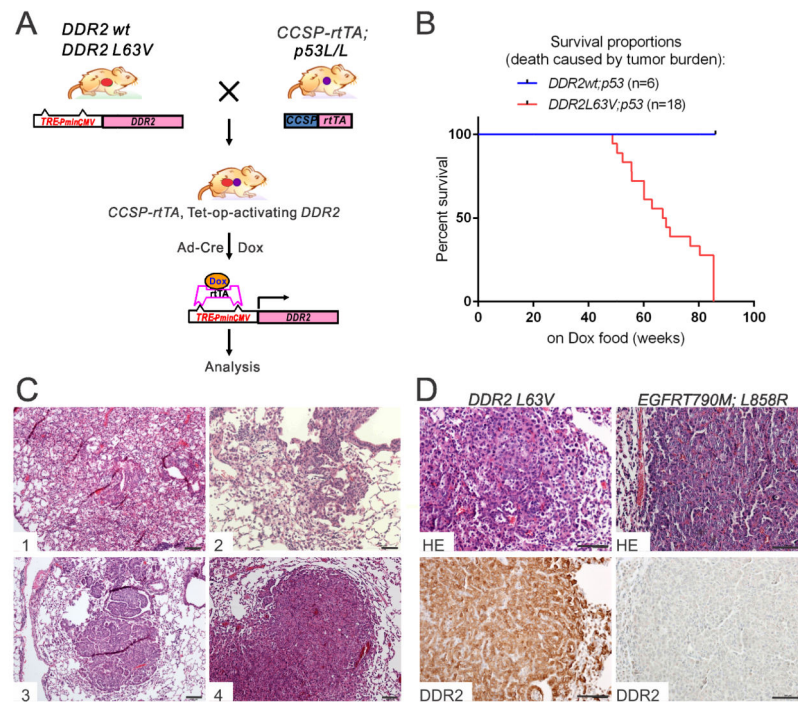 A
DDR2 wt
DDR2 L63V
CCSP-rtTA;
p53L/L
TRE-PminCMV DDR2
CCSP rtTA
CCSP-rtTA, Tet-op-activating DDR2
Ad-Cre Dox
Dox
rtTA
TRE-PminCMV DDR2
Analysis
B
Survival proportions
(death caused by tumor burden):
DDR2wt;p53 (n=6)
DDR2L63V;p53 (n=18)
Percent survival
100
50
0
0 20 40 60 80 100
on Dox food (weeks)
C
1
2
3
4
D
DDR2 L63V
EGFRT790M; L858R
HE
HE
DDR2
DDR2